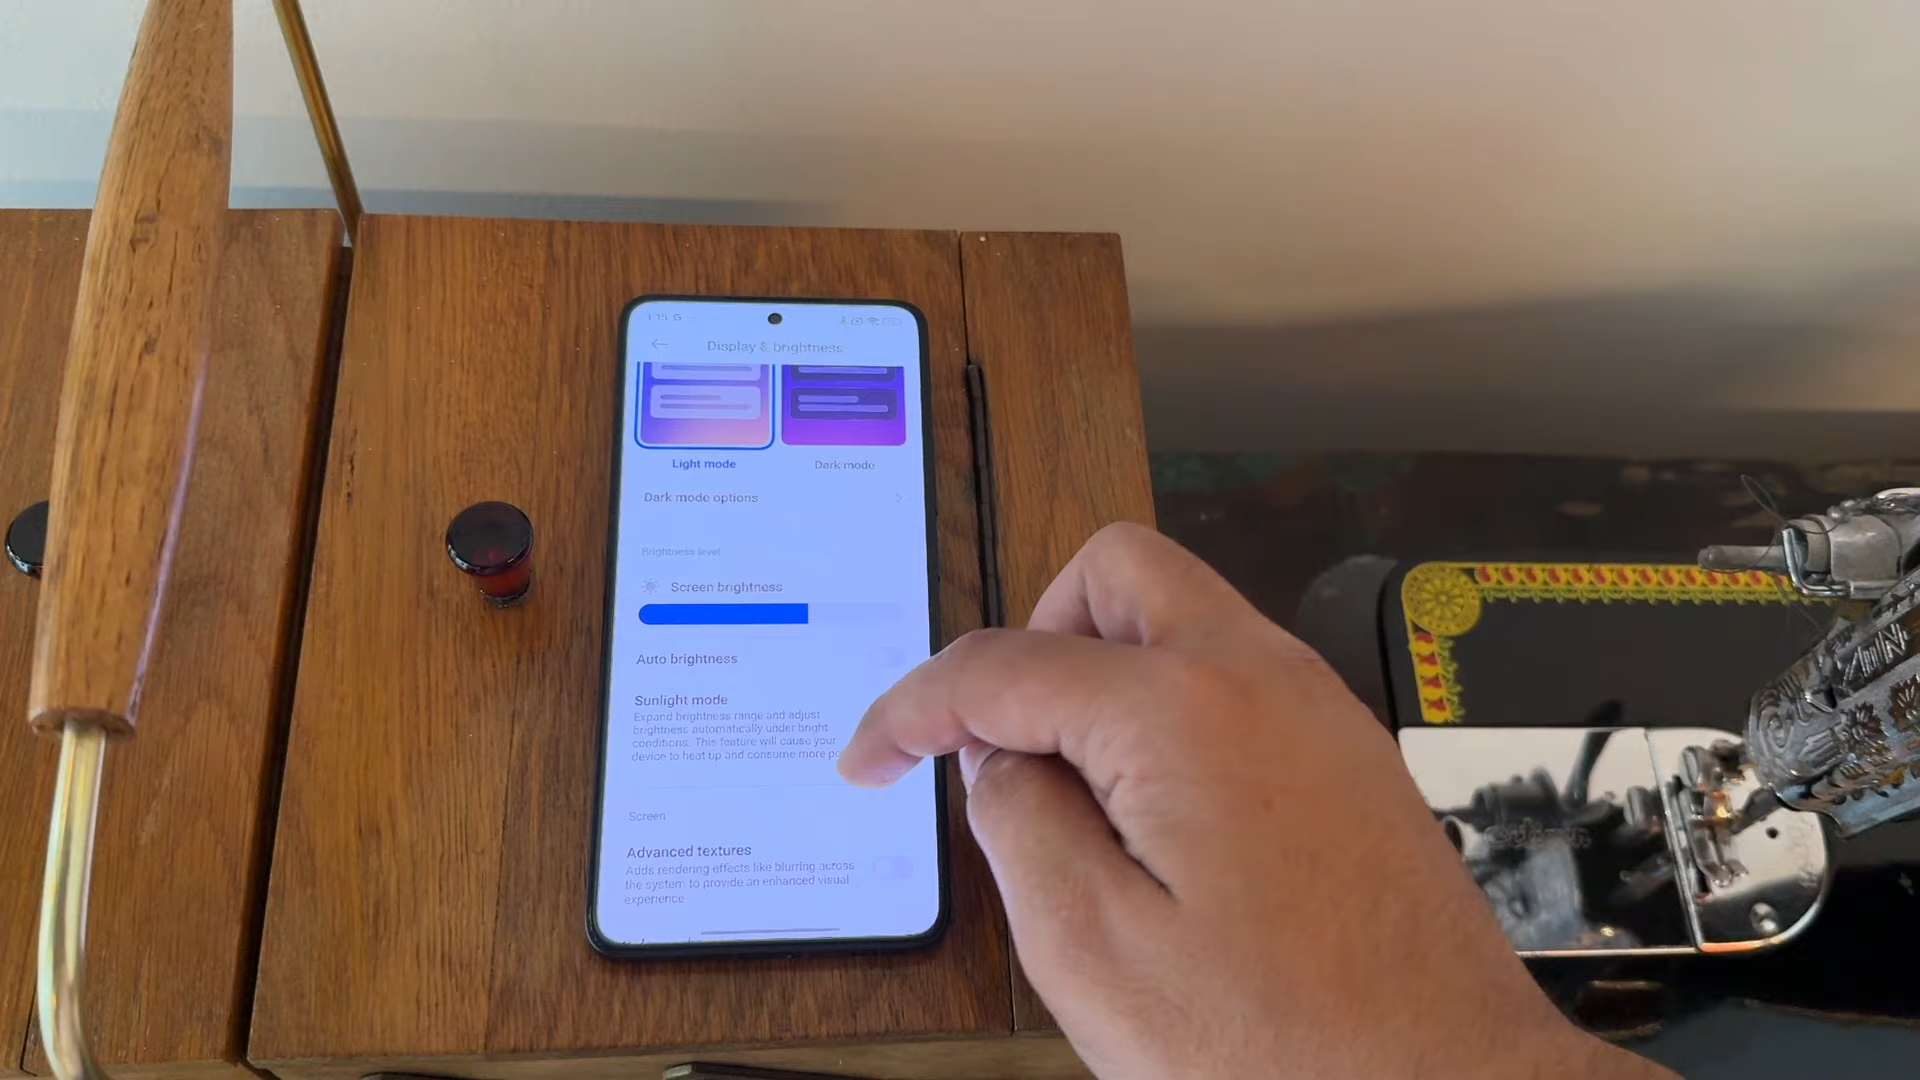 1:15 G
Display & brightness
Light mode
Dark mode
Dark mode options
Brightness level
Screen brightness
Auto brightness
Sunlight mode
Expand brightness range and adjust
brightness automatically under bright
conditions. This feature will cause your
device to heat up and consume more
Screen
Advanced textures
Adds rendering effects like blurring across
the system to provide an enhanced visual
experience